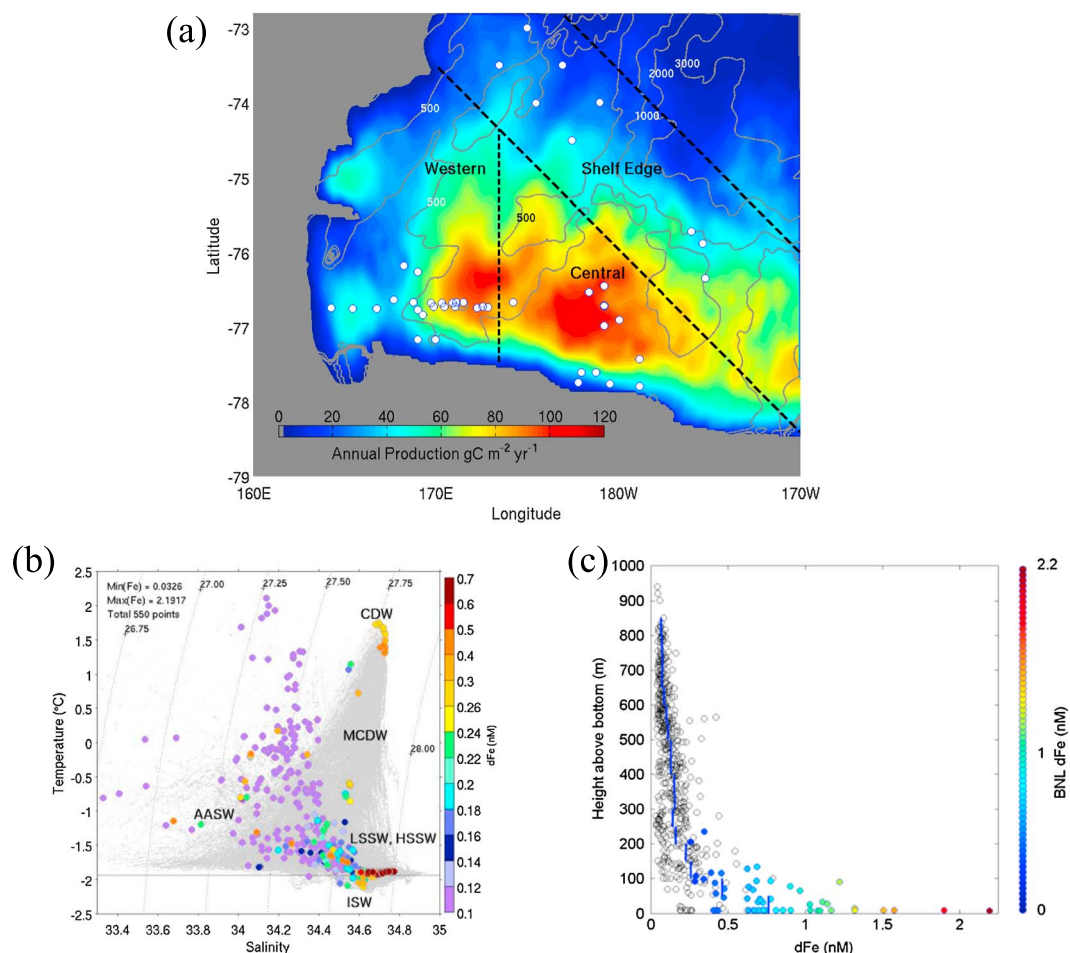 (a)
-73
-74
-75
-76
-77
-78
-79
Latitude
3000
2000
1000
500
Western
Shelf Edge
500
500
Central
0 20 40 60 80 100 120
Annual Production gC m⁻² yr⁻¹
160E 170E 180W 170W
Longitude
(b)
2.5
2
1.5
1
0.5
0
-0.5
-1
-1.5
-2
-2.5
Temperature (°C)
Min(Fe) = 0.0326
Max(Fe) = 2.1917
Total 550 points
26.75
27.00
27.25
27.50
27.75
28.00
CDW
MCDW
AASW
LSSW, HSSW
ISW
33.4 33.6 33.8 34 34.2 34.4 34.6 34.8 35
Salinity
0.7
0.6
0.5
0.4
0.3
0.26
0.24
0.22
0.2
0.18
0.16
0.14
0.12
0.1
dFe (nM)
(c)
1000
900
800
700
600
500
400
300
200
100
0
Height above bottom (m)
0 0.5 1 1.5 2
dFe (nM)
2.2
1
0
BNL dFe (nM)